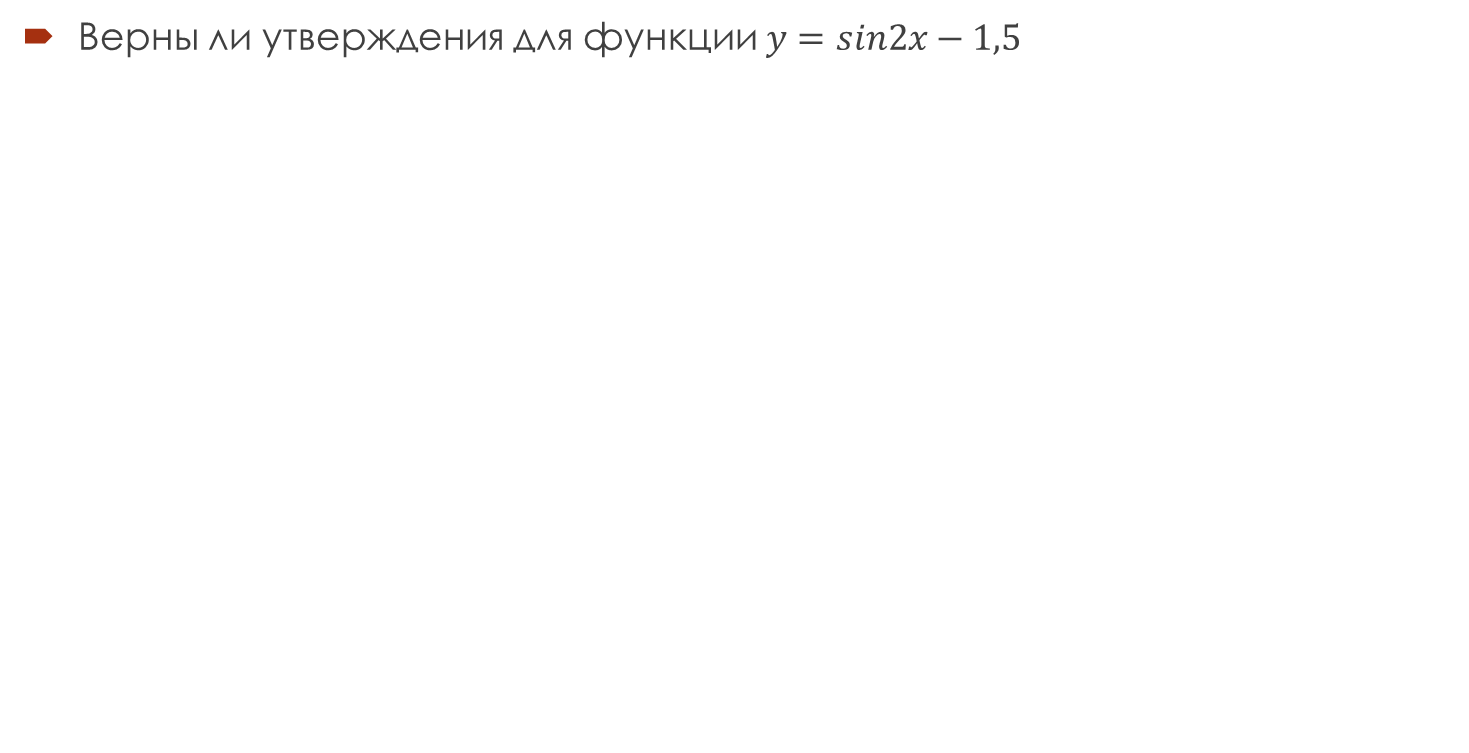 Верны ли утверждения для функции y = sin2x − 1,5